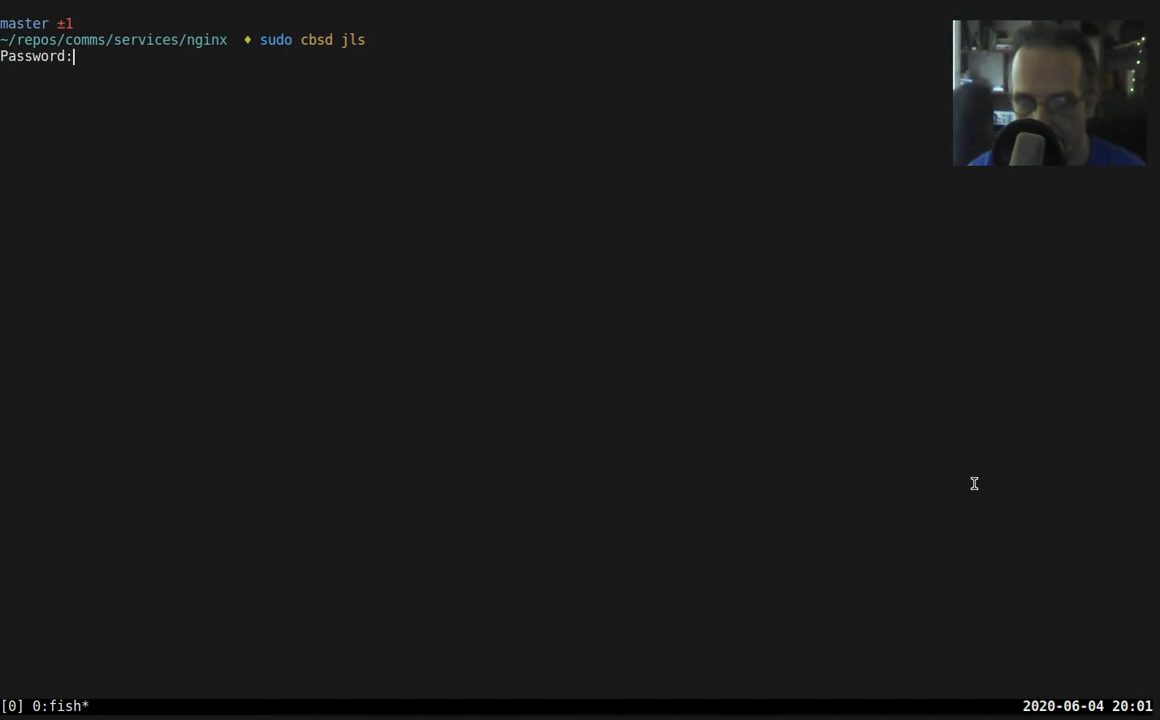 master ±1
~/repos/comms/services/nginx ♦ sudo cbsd jls
Password:
[0] 0:fish* 2020-06-04 20:01